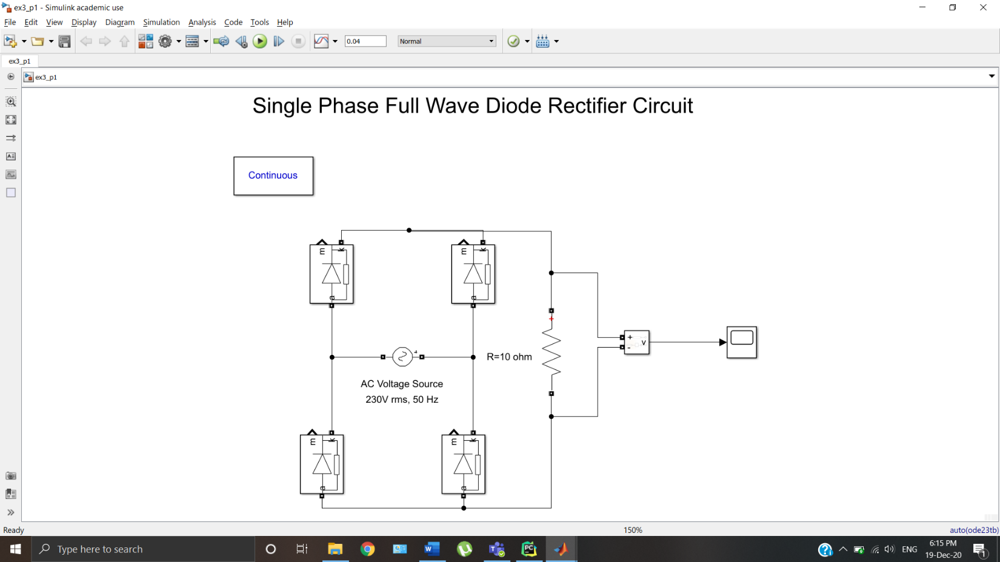 ex3_p1 - Simulink academic use
File Edit View Display Diagram Simulation Analysis Code Tools Help
0.04 Normal
ex3_p1
ex3_p1
Single Phase Full Wave Diode Rectifier Circuit
Continuous
m k
m k
a
a
+
R=10 ohm
+
- v
+
AC Voltage Source
230V rms, 50 Hz
m k
m k
a
a
Ready 150% auto(ode23tb)
Type here to search
W
PC
ENG
6:15 PM
19-Dec-20
1